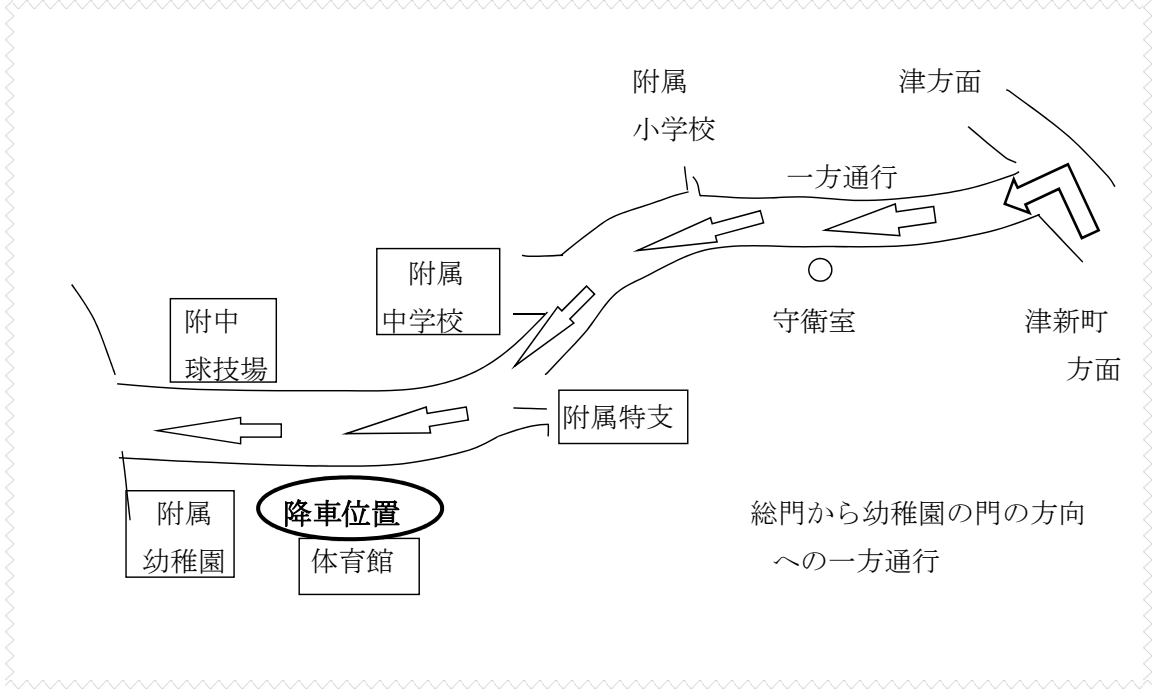 附属
小学校
津方面
一方通行
附属
中学校
附中
球技場
守衛室
津新町
方面
附属特支
附属
幼稚園
降車位置
体育館
総門から幼稚園の門の方向
への一方通行